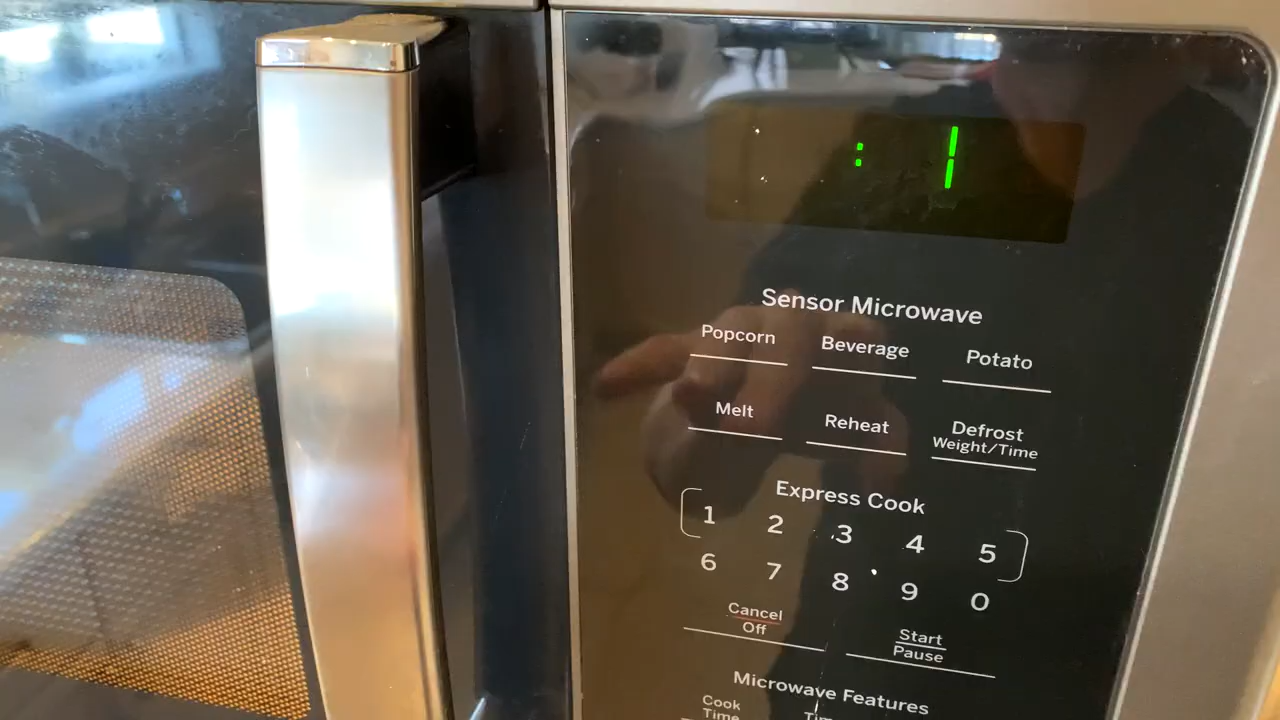 : 1
Sensor Microwave
Popcorn Beverage Potato
Melt Reheat Defrost
Weight/Time
Express Cook
1 2 3 4 5
6 7 8 9 0
Cancel
Off
Start
Pause
Microwave Features
Cook
Time